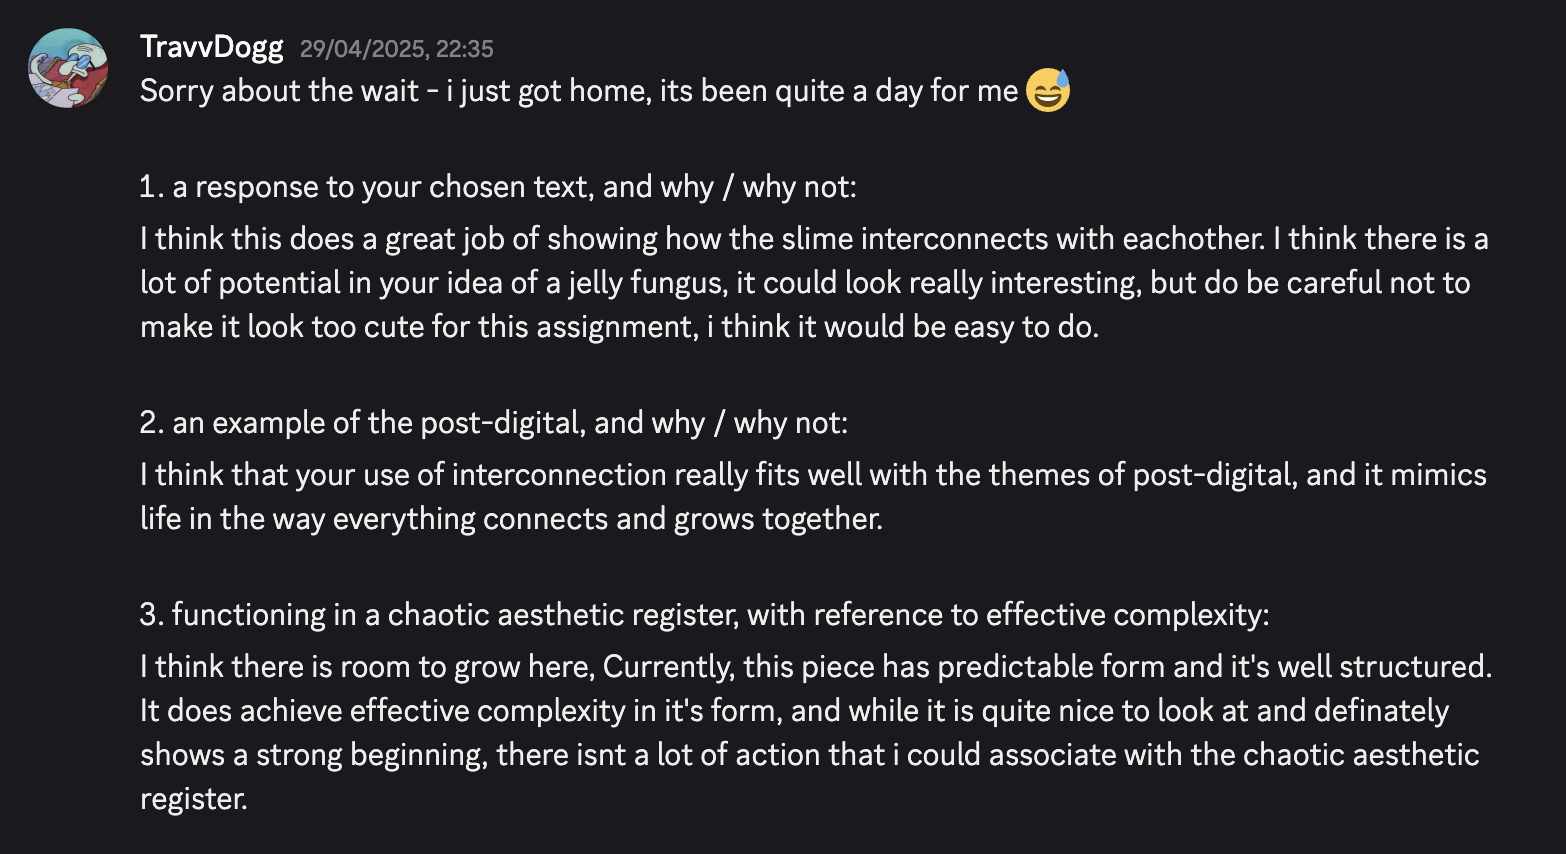 TravvDogg 29/04/2025, 22:35
Sorry about the wait - i just got home, its been quite a day for me 😅
1. a response to your chosen text, and why / why not:
I think this does a great job of showing how the slime interconnects with eachother. I think there is a
lot of potential in your idea of a jelly fungus, it could look really interesting, but do be careful not to
make it look too cute for this assignment, i think it would be easy to do.
2. an example of the post-digital, and why / why not:
I think that your use of interconnection really fits well with the themes of post-digital, and it mimics
life in the way everything connects and grows together.
3. functioning in a chaotic aesthetic register, with reference to effective complexity:
I think there is room to grow here, Currently, this piece has predictable form and it's well structured.
It does achieve effective complexity in it's form, and while it is quite nice to look at and definately
shows a strong beginning, there isnt a lot of action that i could associate with the chaotic aesthetic
register.